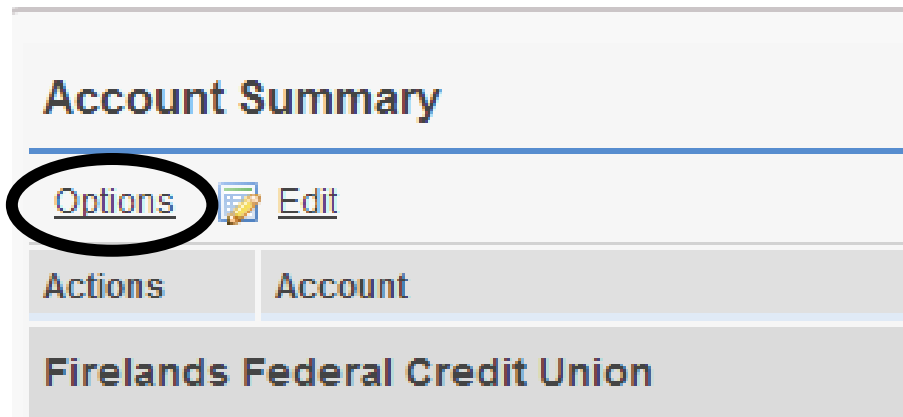 Account Summary
Options Edit
Actions Account
Firelands Federal Credit Union